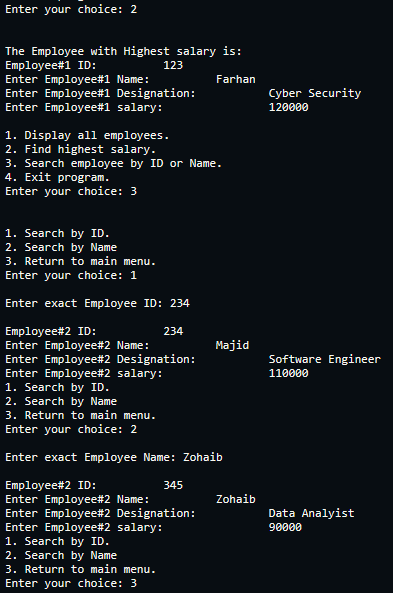 Enter your choice: 2
The Employee with Highest salary is:
Employee#1 ID: 123
Enter Employee#1 Name: Farhan
Enter Employee#1 Designation: Cyber Security
Enter Employee#1 salary: 120000
1. Display all employees.
2. Find highest salary.
3. Search employee by ID or Name.
4. Exit program.
Enter your choice: 3
1. Search by ID.
2. Search by Name
3. Return to main menu.
Enter your choice: 1
Enter exact Employee ID: 234
Employee#2 ID: 234
Enter Employee#2 Name: Majid
Enter Employee#2 Designation: Software Engineer
Enter Employee#2 salary: 110000
1. Search by ID.
2. Search by Name
3. Return to main menu.
Enter your choice: 2
Enter exact Employee Name: Zohaib
Employee#2 ID: 345
Enter Employee#2 Name: Zohaib
Enter Employee#2 Designation: Data Analyist
Enter Employee#2 salary: 90000
1. Search by ID.
2. Search by Name
3. Return to main menu.
Enter your choice: 3